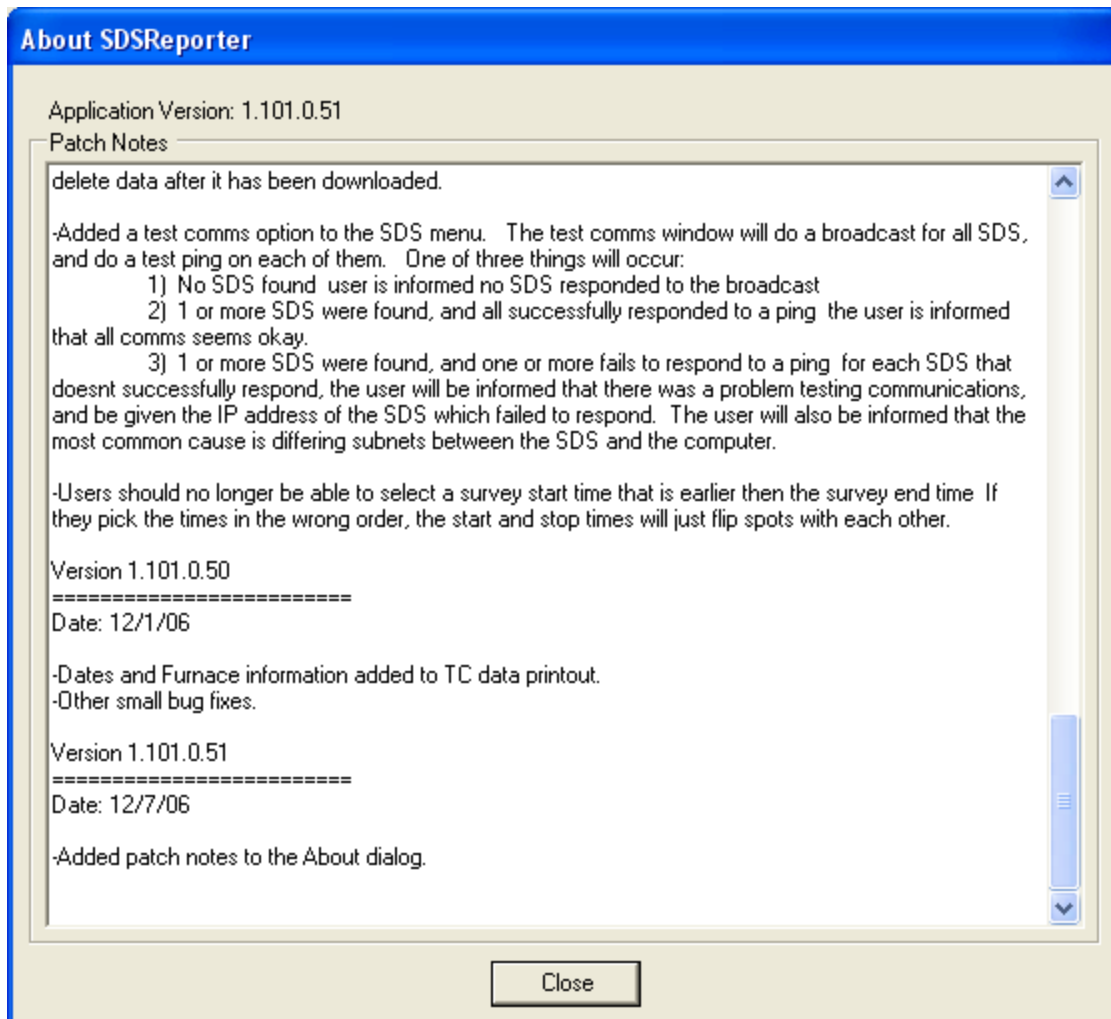 About SDSReporter
Application Version: 1.101.0.51
Patch Notes
delete data after it has been downloaded.
-Added a test comms option to the SDS menu.   The test comms window will do a broadcast for all SDS,
and do a test ping on each of them.   One of three things will occur:
1)  No SDS found  user is informed no SDS responded to the broadcast
2)  1 or more SDS were found, and all successfully responded to a ping  the user is informed
that all comms seems okay.
3)  1 or more SDS were found, and one or more fails to respond to a ping  for each SDS that
doesnt successfully respond, the user will be informed that there was a problem testing communications,
and be given the IP address of the SDS which failed to respond.  The user will also be informed that the
most common cause is differing subnets between the SDS and the computer.
-Users should no longer be able to select a survey start time that is earlier then the survey end time  If
they pick the times in the wrong order, the start and stop times will just flip spots with each other.
Version 1.101.0.50
=========================
Date: 12/1/06
-Dates and Furnace information added to TC data printout.
-Other small bug fixes.
Version 1.101.0.51
=========================
Date: 12/7/06
-Added patch notes to the About dialog.
Close